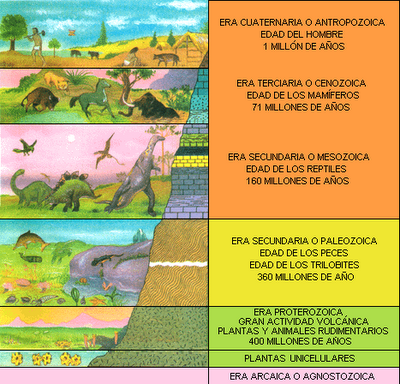 ERA CUATERNARIA O ANTROPOZOICA
EDAD DEL HOMBRE
1 MILLÓN DE AÑOS
ERA TERCIARIA O CENOZOICA
EDAD DE LOS MAMÍFEROS
71 MILLONES DE AÑOS
ERA SECUNDARIA O MESOZOICA
EDAD DE LOS REPTILES
160 MILLONES DE AÑOS
ERA SECUNDARIA O PALEOZOICA
EDAD DE LOS PECES
EDAD DE LOS TRILOBITES
360 MILLONES DE AÑO
ERA PROTEROZOICA ,
GRAN ACTIVIDAD VOLCÁNICA
PLANTAS Y ANIMALES RUDIMENTARIOS
400 MILLONES DE AÑOS
PLANTAS UNICELULARES
ERA ARCAICA O AGNOSTOZOICA